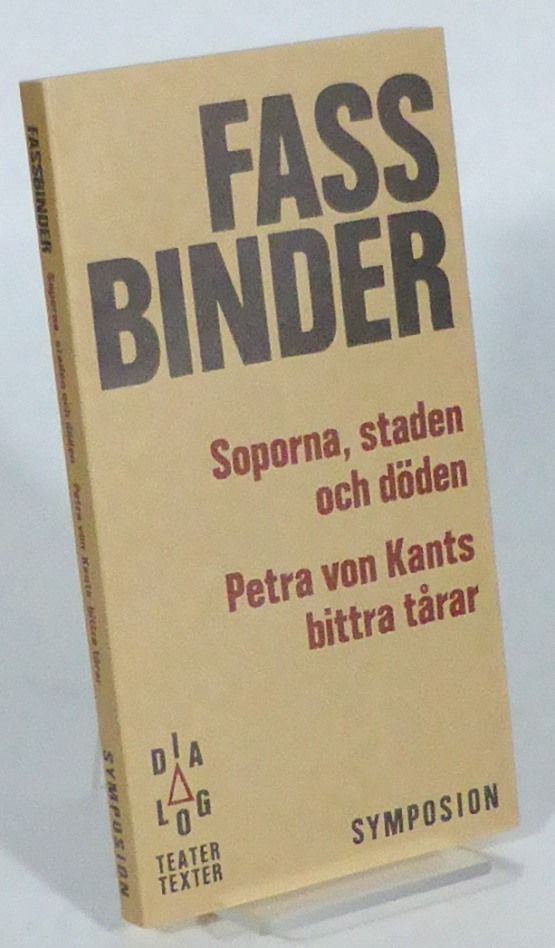 FASS
BINDER
Soporna, staden
och döden
Petra von Kants
bittra tårar
DIA
LOG
TEATER
TEXTER
SYMPOSION
FASSBINDER Soporna, staden och döden Petra von Kants bittra tårar SYMPOSION